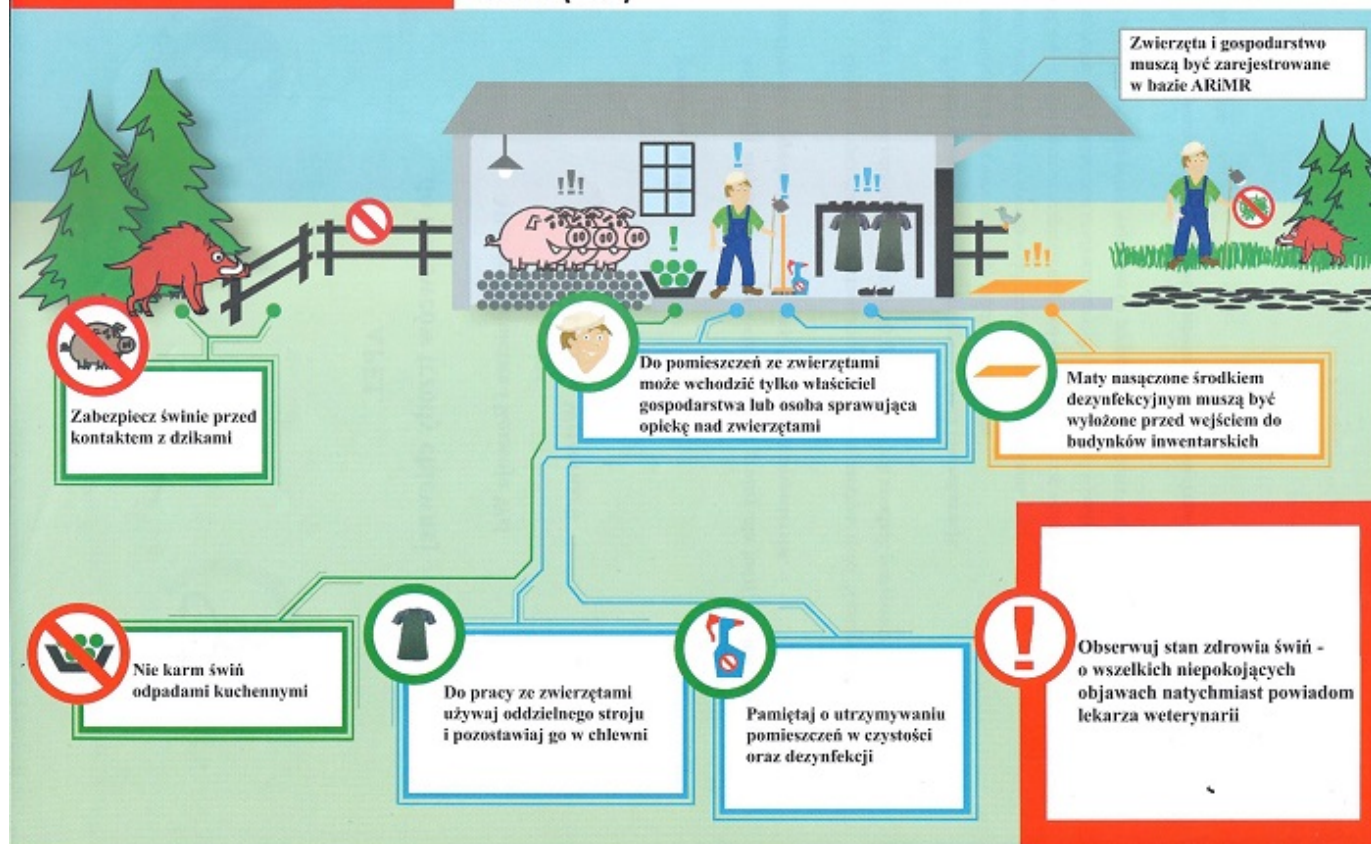 Zwierzęta i gospodarstwo
muszą być zarejestrowane
w bazie ARiMR
Zabezpiecz świnie przed
kontaktem z dzikami
Do pomieszczeń ze zwierzętami
może wchodzić tylko właściciel
gospodarstwa lub osoba sprawująca
opiekę nad zwierzętami
Maty nasączone środkiem
dezynfekcyjnym muszą być
wyłożone przed wejściem do
budynków inwentarskich
Nie karm świń
odpadami kuchennymi
Do pracy ze zwierzętami
używaj oddzielnego stroju
i pozostawiaj go w chlewni
Pamiętaj o utrzymywaniu
pomieszczeń w czystości
oraz dezynfekcji
Obserwuj stan zdrowia świń -
o wszelkich niepokojących
objawach natychmiast powiadom
lekarza weterynarii